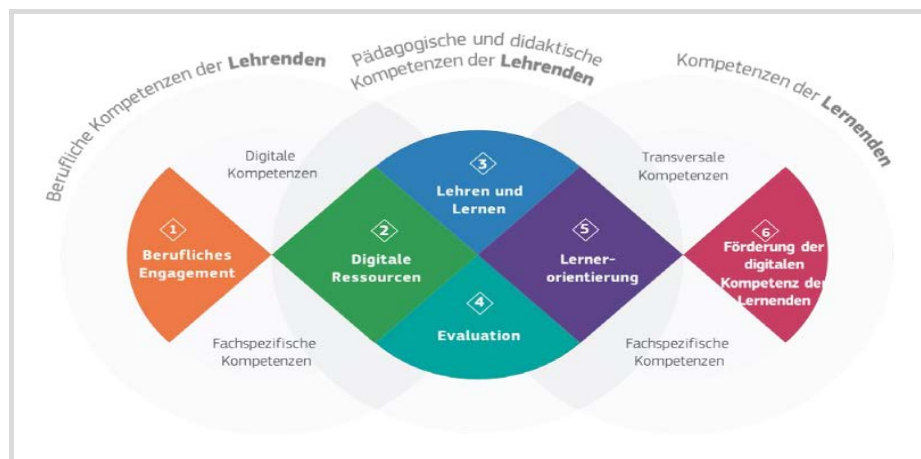 Berufliche Kompetenzen der Lehrenden
Pädagogische und didaktische
Kompetenzen der Lehrenden
Kompetenzen der Lernenden
Digitale
Kompetenzen
Transversale
Kompetenzen
1
Berufliches
Engagement
2
Digitale
Ressourcen
3
Lehren und
Lernen
4
Evaluation
5
Lerner-
orientierung
6
Förderung der
digitalen
Kompetenz der
Lernenden
Fachspezifische
Kompetenzen
Fachspezifische
Kompetenzen